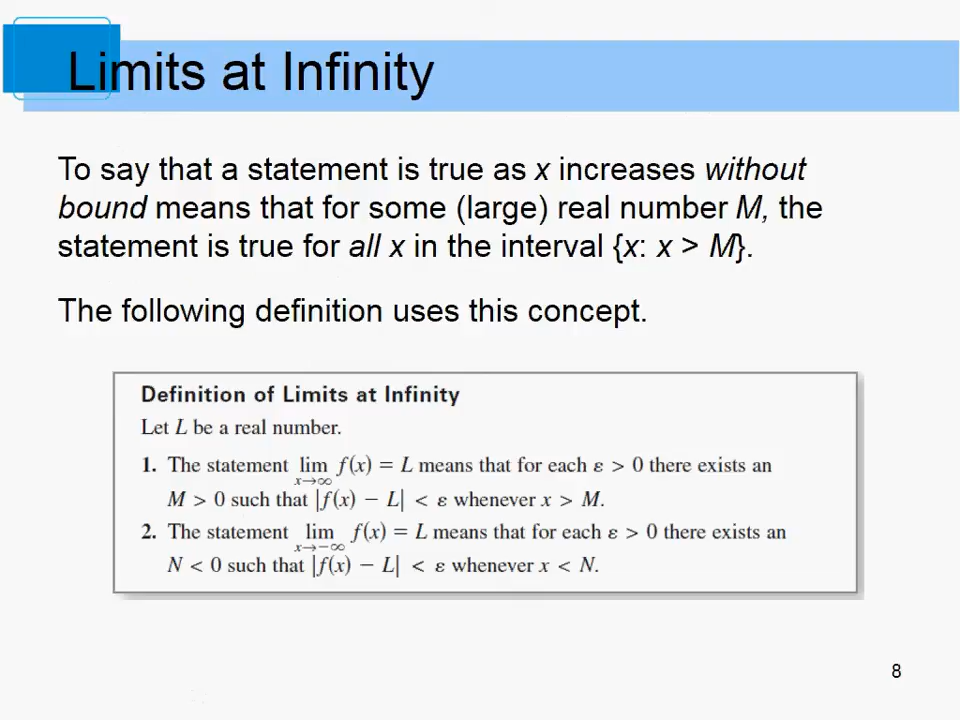 Limits at Infinity
To say that a statement is true as x increases without
bound means that for some (large) real number M, the
statement is true for all x in the interval {x: x > M}.
The following definition uses this concept.
Definition of Limits at Infinity
Let L be a real number.
1. The statement lim f(x) = L means that for each ε > 0 there exists an
x→∞
M > 0 such that |f(x) − L| < ε whenever x > M.
2. The statement lim f(x) = L means that for each ε > 0 there exists an
x→−∞
N < 0 such that |f(x) − L| < ε whenever x < N.
8